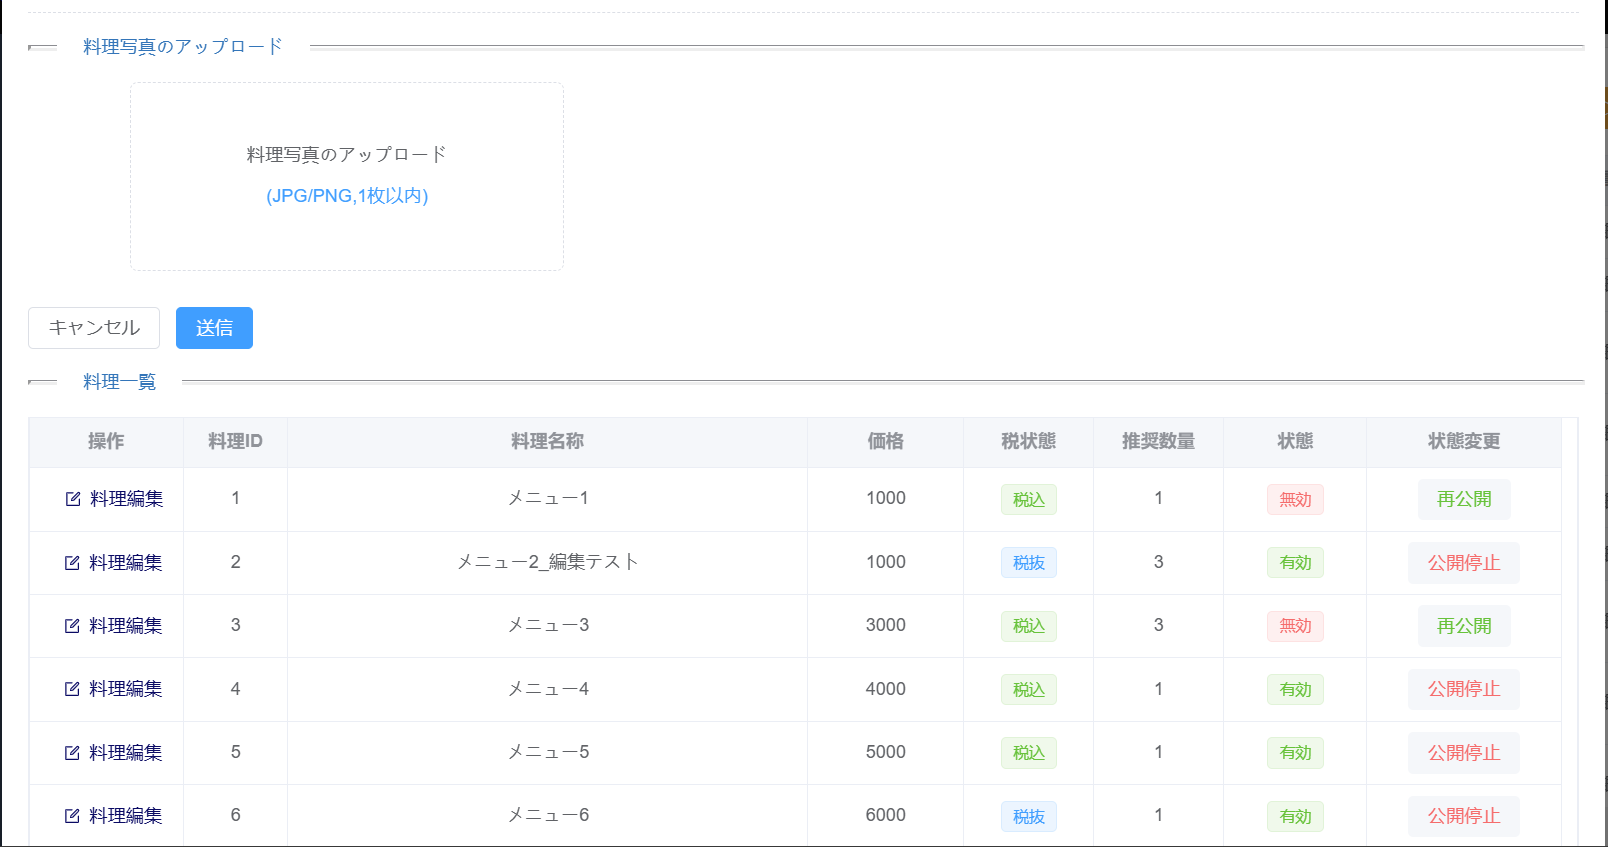 料理写真のアップロード
料理写真のアップロード
(JPG/PNG,1枚以内)
キャンセル 送信
料理一覧
操作 料理ID 料理名称 価格 税状態 推奨数量 状態 状態変更
料理編集 1 メニュー1 1000 税込 1 無効 再公開
料理編集 2 メニュー2_編集テスト 1000 税抜 3 有効 公開停止
料理編集 3 メニュー3 3000 税込 3 無効 再公開
料理編集 4 メニュー4 4000 税込 1 有効 公開停止
料理編集 5 メニュー5 5000 税込 1 有効 公開停止
料理編集 6 メニュー6 6000 税抜 1 有効 公開停止